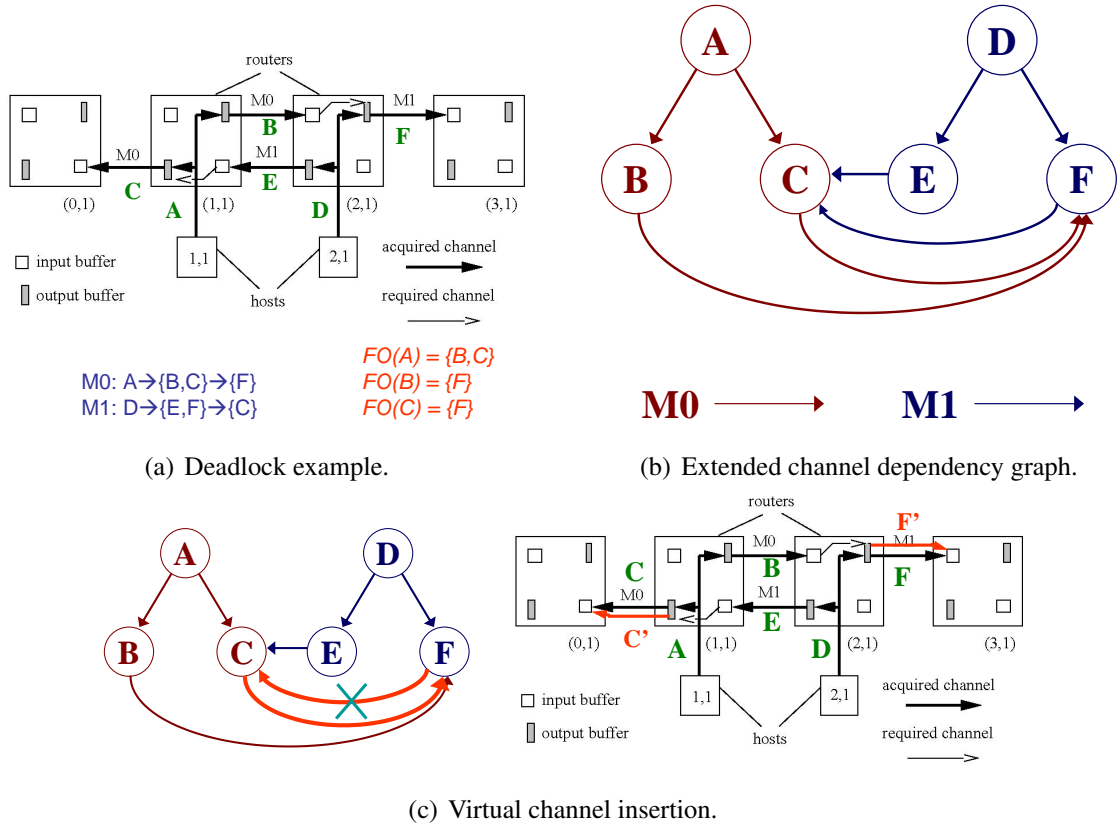 routers
M0
M1
B
F
M0
M1
C
E
A
D
(0,1)
(1,1)
(2,1)
(3,1)
1,1
2,1
input buffer
output buffer
hosts
acquired channel
required channel
M0: A→{B,C}→{F}
M1: D→{E,F}→{C}
FO(A) = {B,C}
FO(B) = {F}
FO(C) = {F}
(a) Deadlock example.
A
D
B
C
E
F
M0
M1
(b) Extended channel dependency graph.
A
D
B
C
E
F
routers
F'
M0
M1
C
B
F
M0
M1
C'
E
A
D
(0,1)
(1,1)
(2,1)
(3,1)
1,1
2,1
input buffer
output buffer
hosts
acquired channel
required channel
(c) Virtual channel insertion.